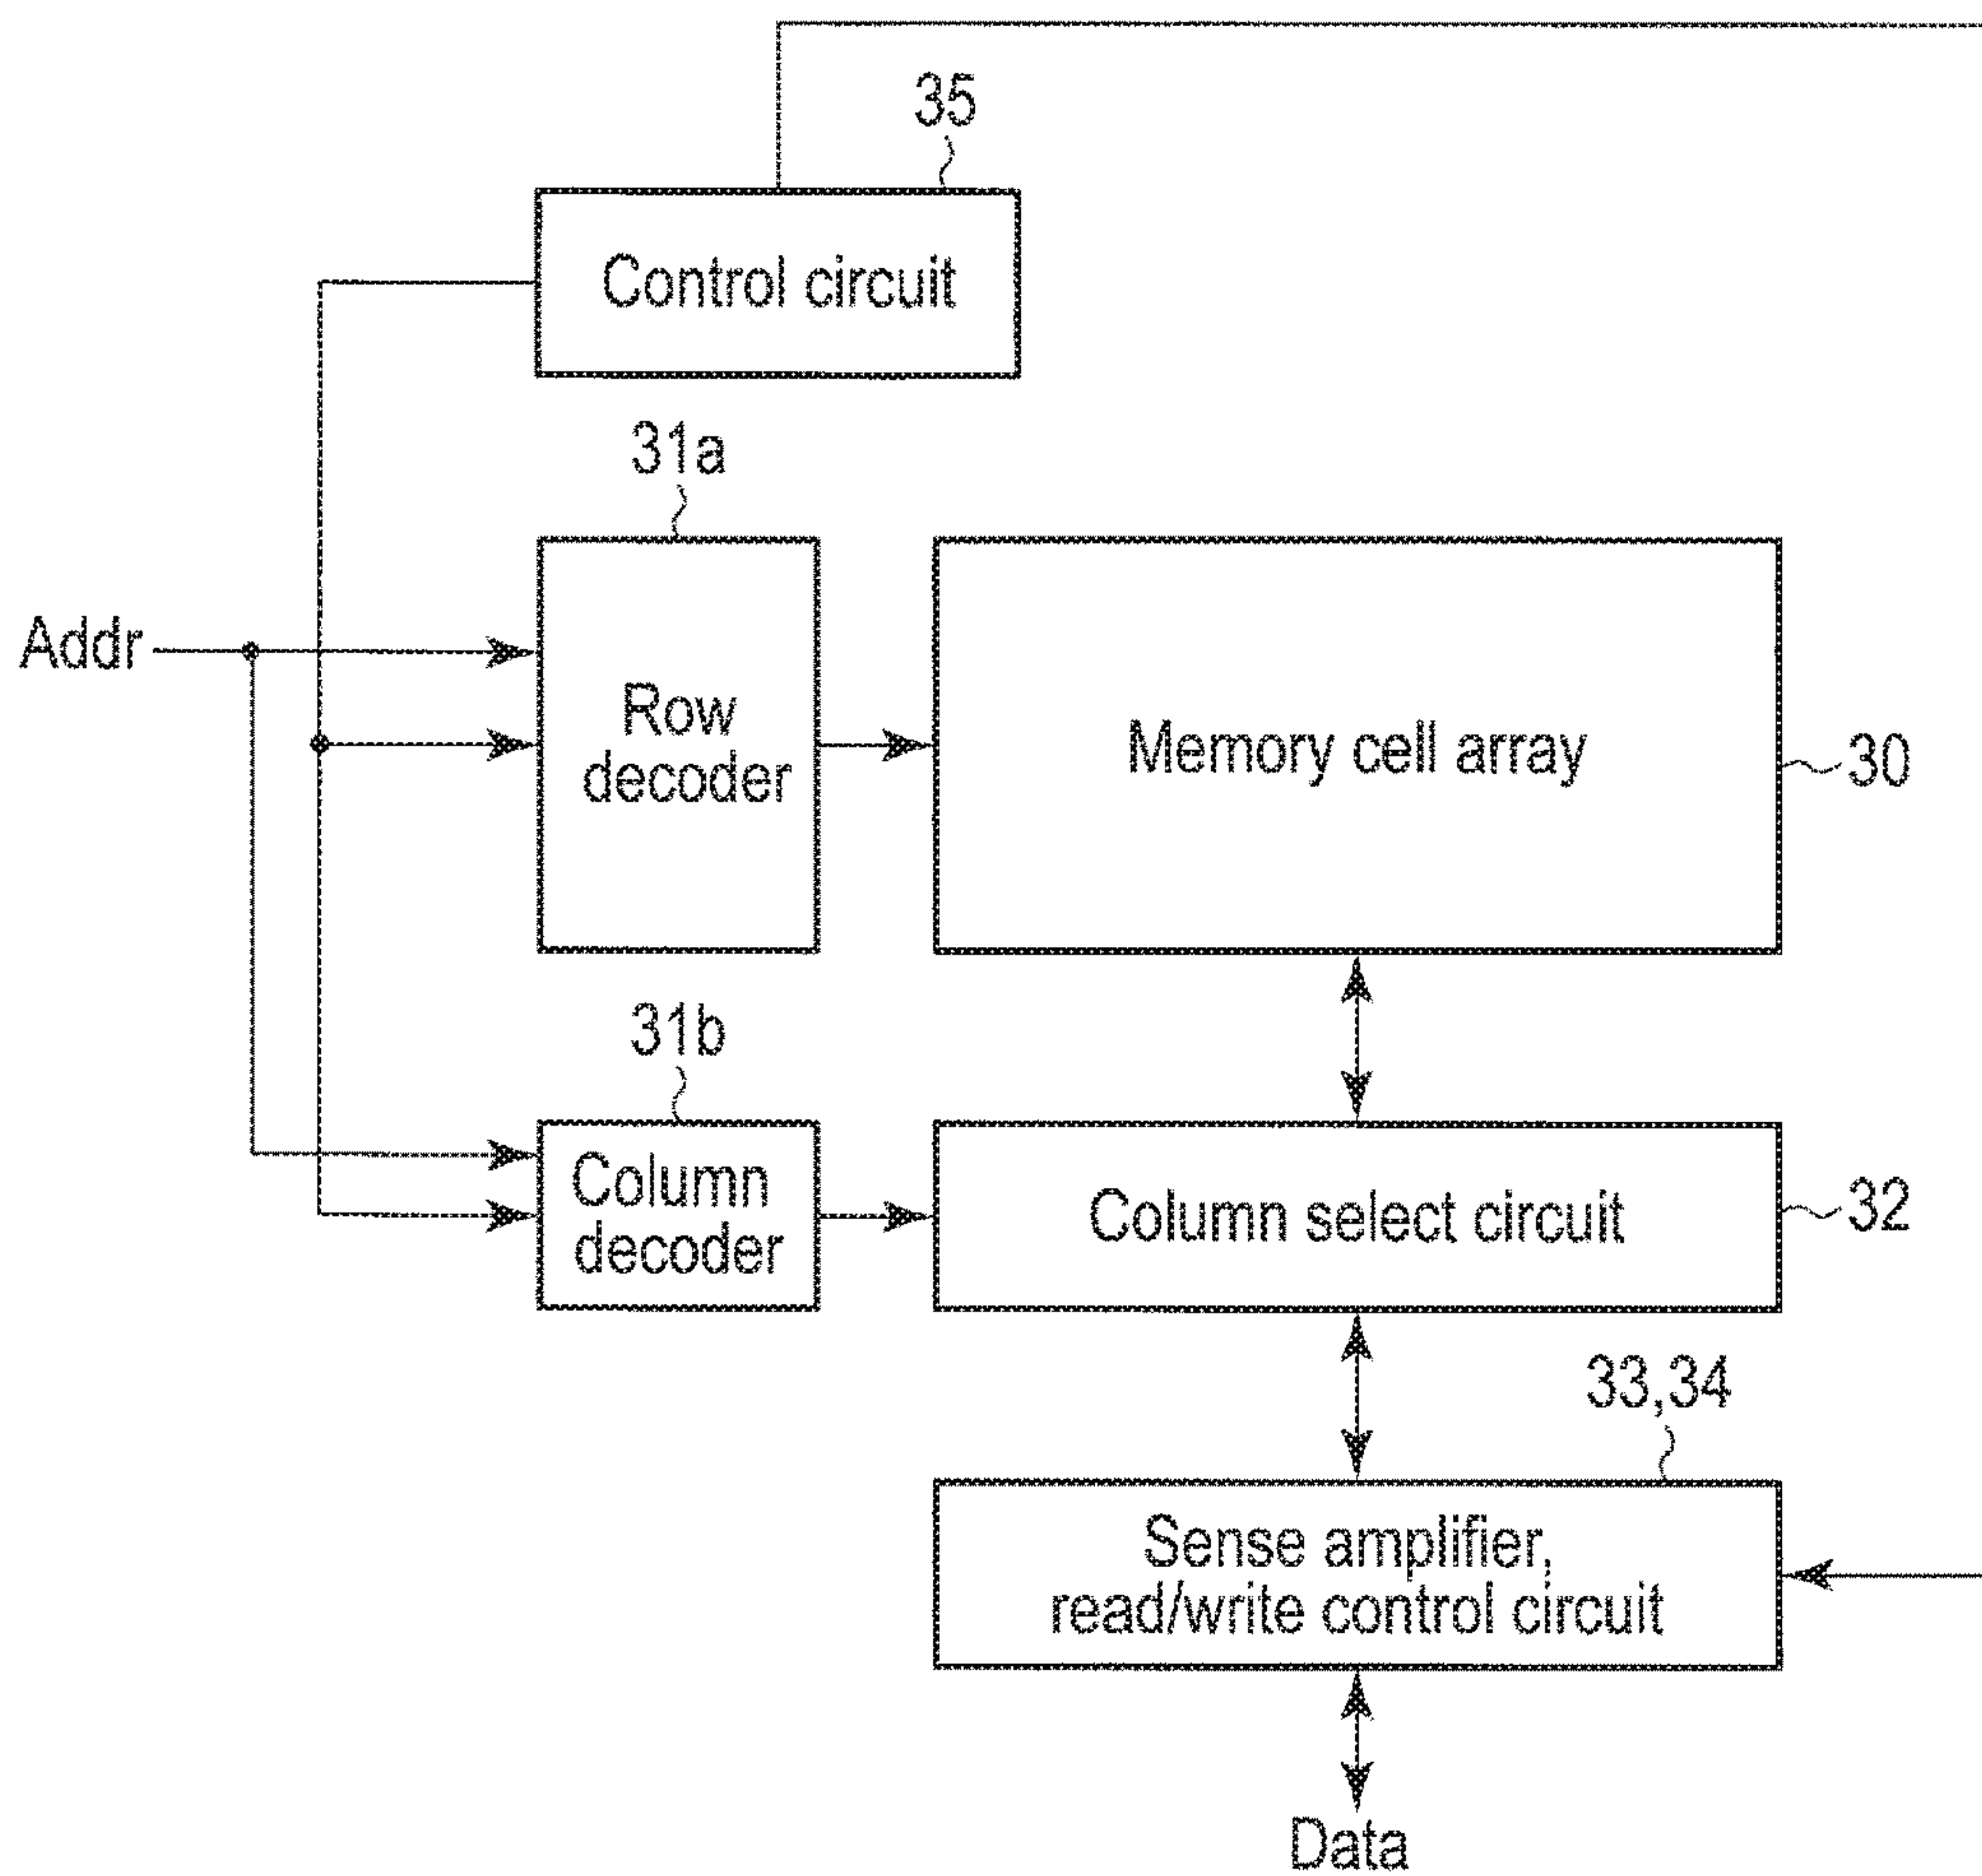 35
Control circuit
31a
Addr
Row
decoder
Memory cell array
30
31b
Column
decoder
Column select circuit
32
33,34
Sense amplifier,
read/write control circuit
Data